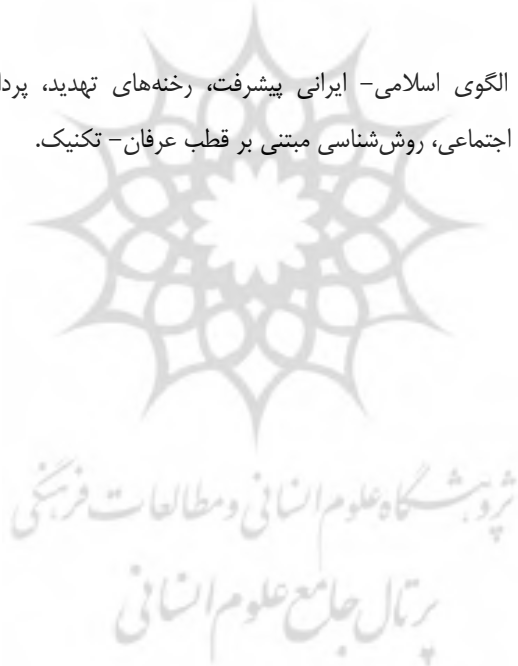 الگوی اسلامی- ایرانی پیشرفت، رخنه‌های تهدید،
اجتماعی، روش‌شناسی مبتنی بر قطب عرفان- تکنیک.
پژوهشگاه علوم انسانی و مطالعات فرهنگی
پرتال جامع علوم انسانی